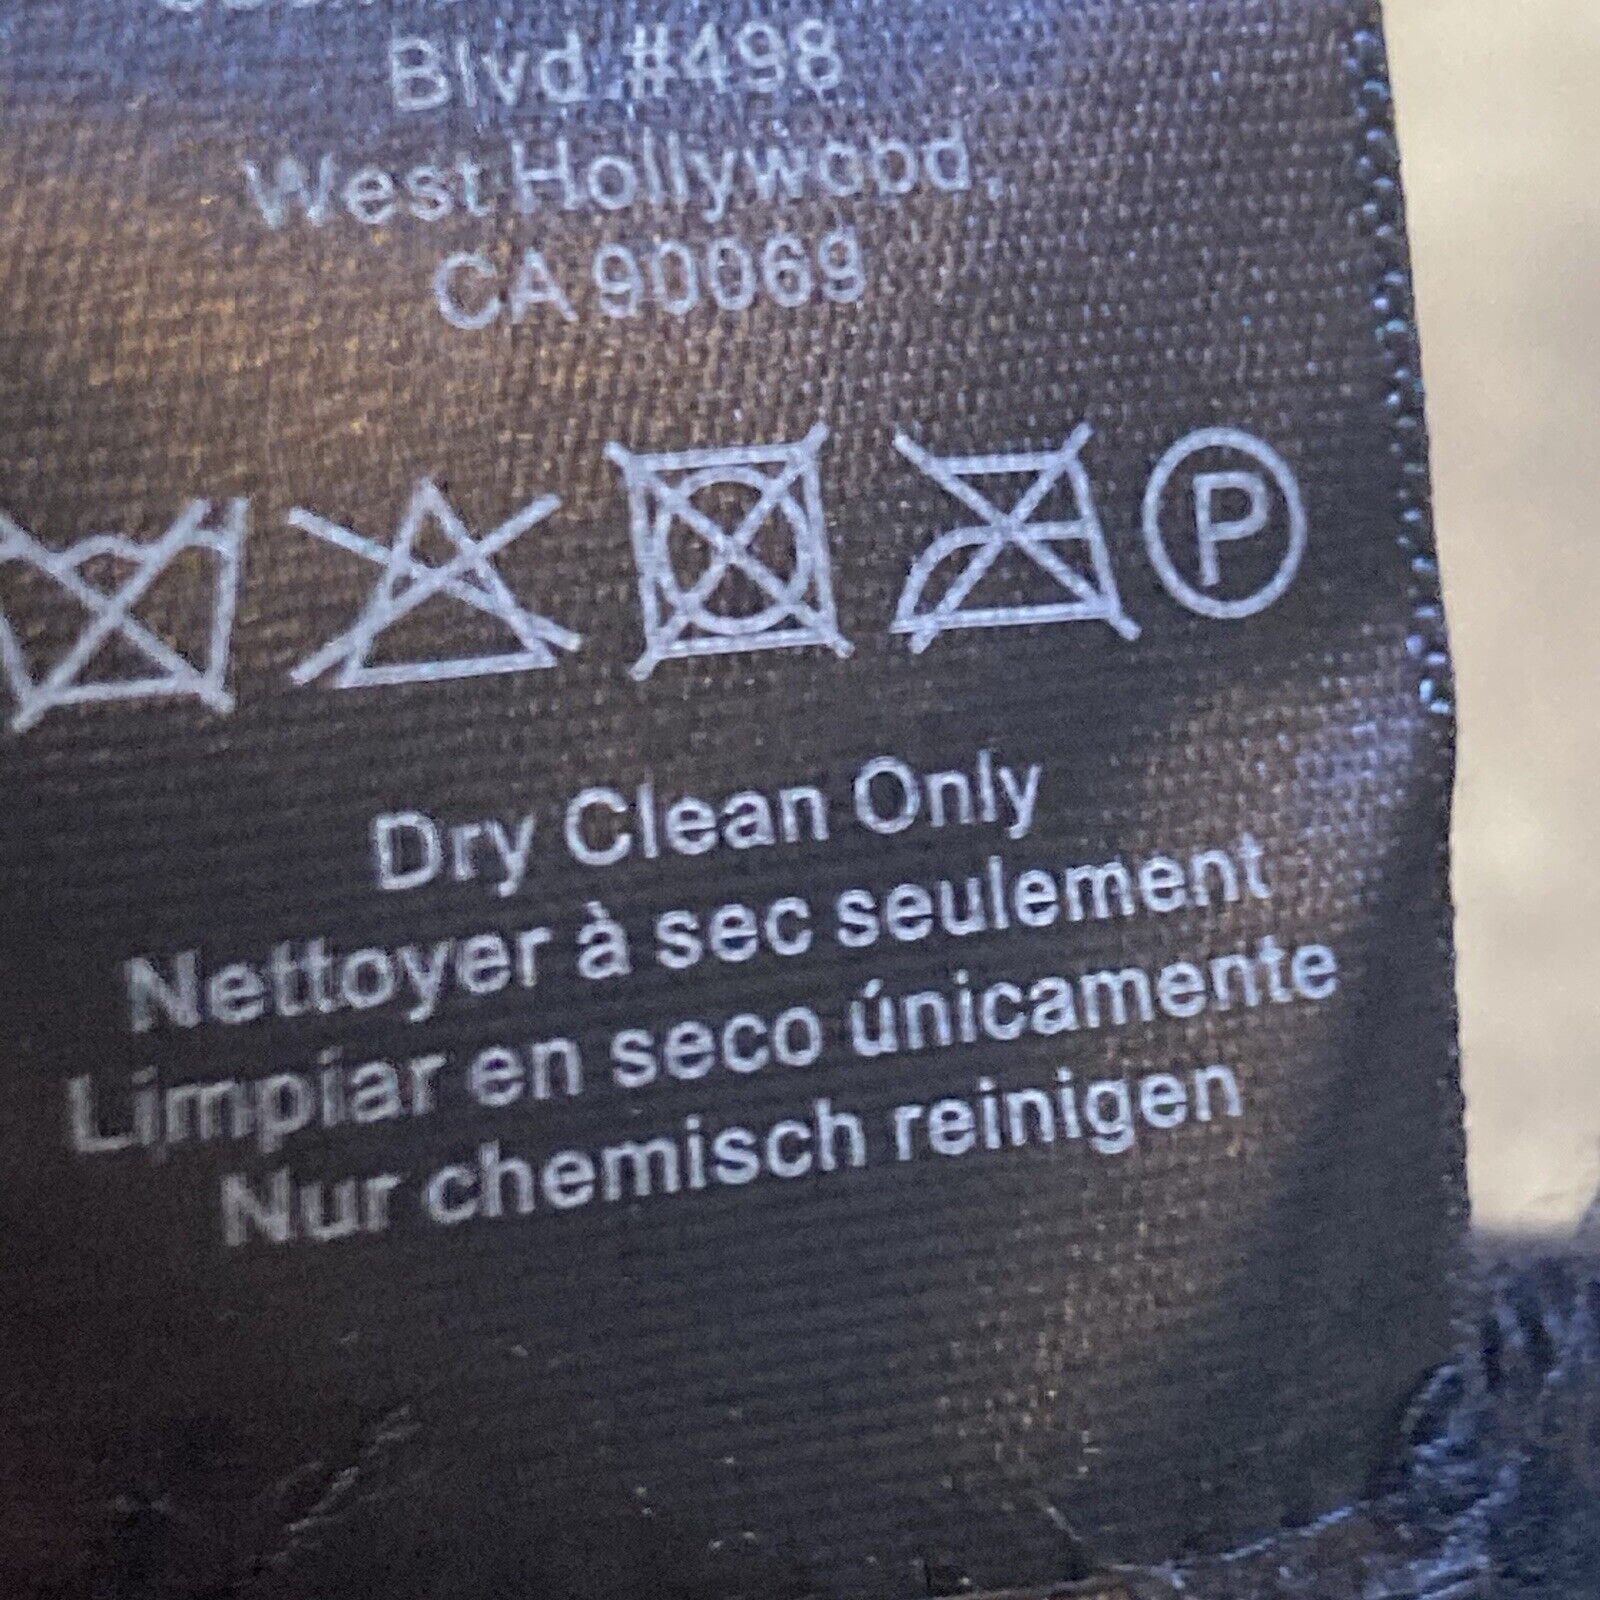 Blvd.#498
West Hollywood,
CA 90069
P
Dry Clean Only
Nettoyer à sec seulement
Limpiar en seco únicamente
Nur chemisch reinigen